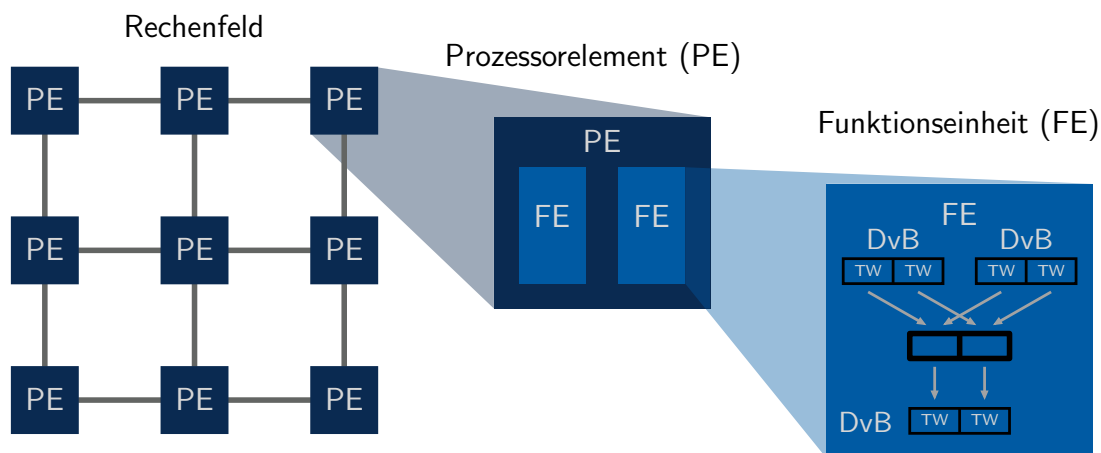 Rechenfeld
PE PE PE
PE PE PE
PE PE PE
Prozessorelement (PE)
PE
FE FE
Funktionseinheit (FE)
FE
DvB DvB
TW TW TW TW
DvB TW TW